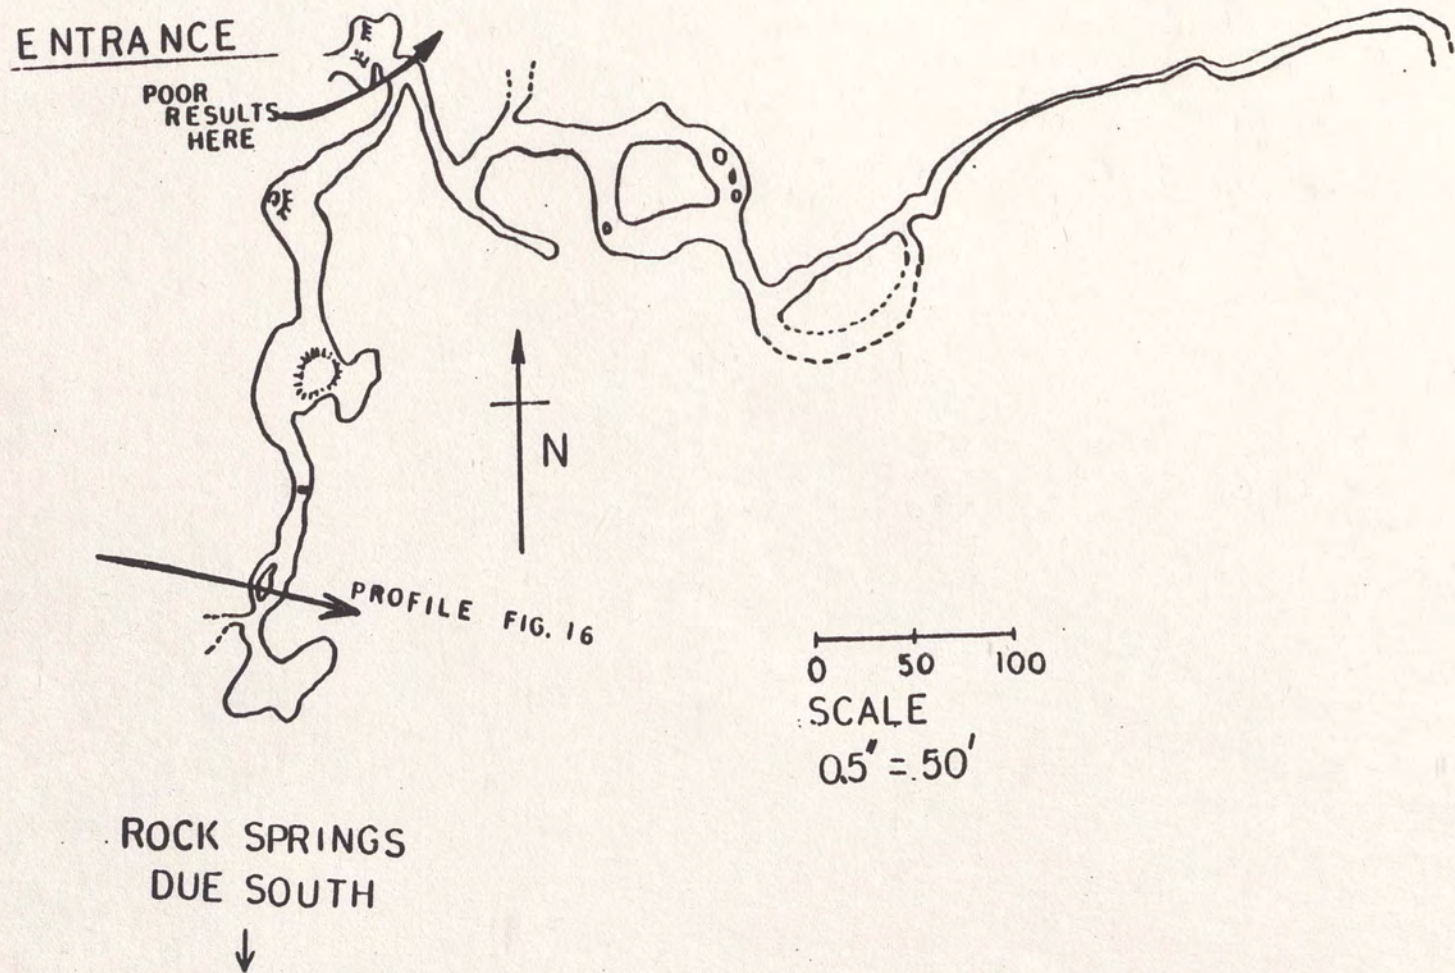 ENTRANCE
POOR
RESULTS
HERE
N
PROFILE FIG. 16
0 50 100
SCALE
0.5" = 50'
ROCK SPRINGS
DUE SOUTH